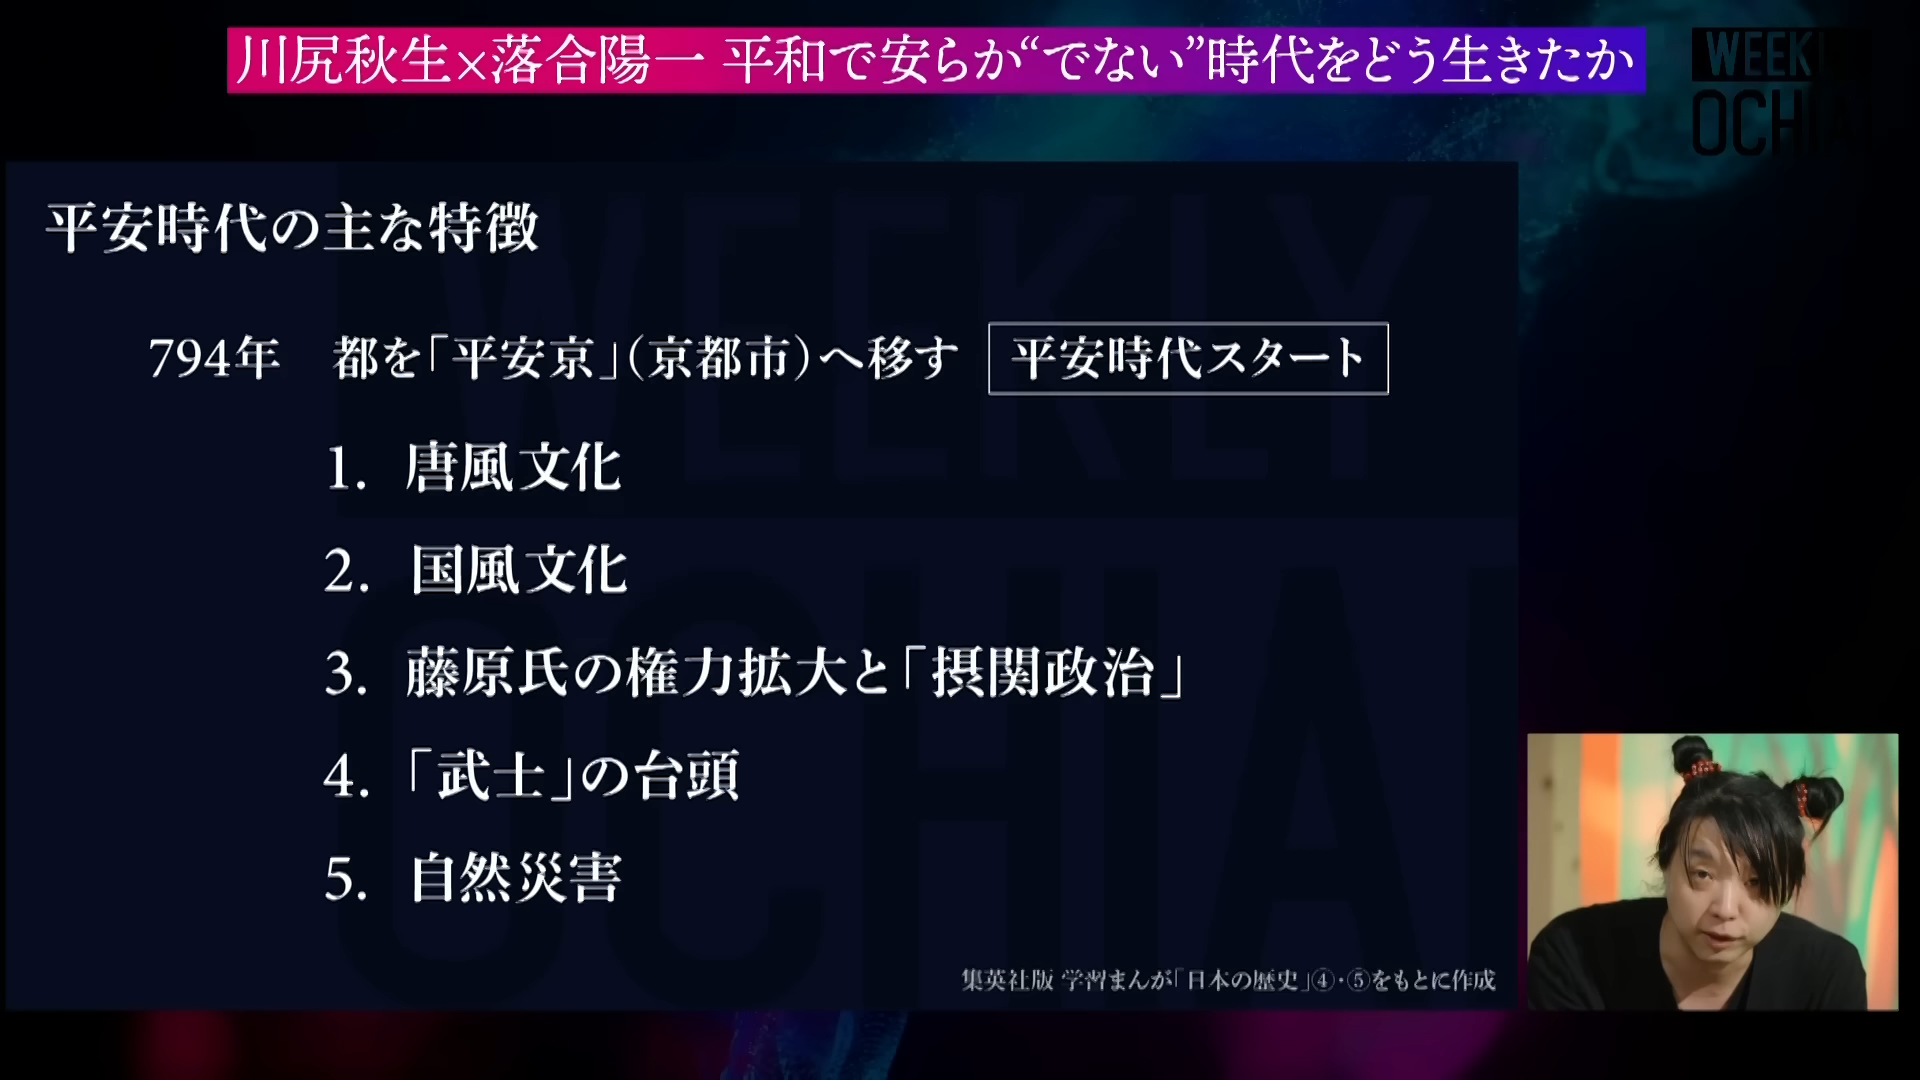 川尻秋生×落合陽一 平和で安らか“でない”時代をどう生きたか
WEEKLY
OCHIAI
平安時代の主な特徴
794年　都を「平安京」（京都市）へ移す 平安時代スタート
1. 唐風文化
2. 国風文化
3. 藤原氏の権力拡大と「摂関政治」
4. 「武士」の台頭
5. 自然災害
集英社版 学習まんが「日本の歴史」④・⑤をもとに作成